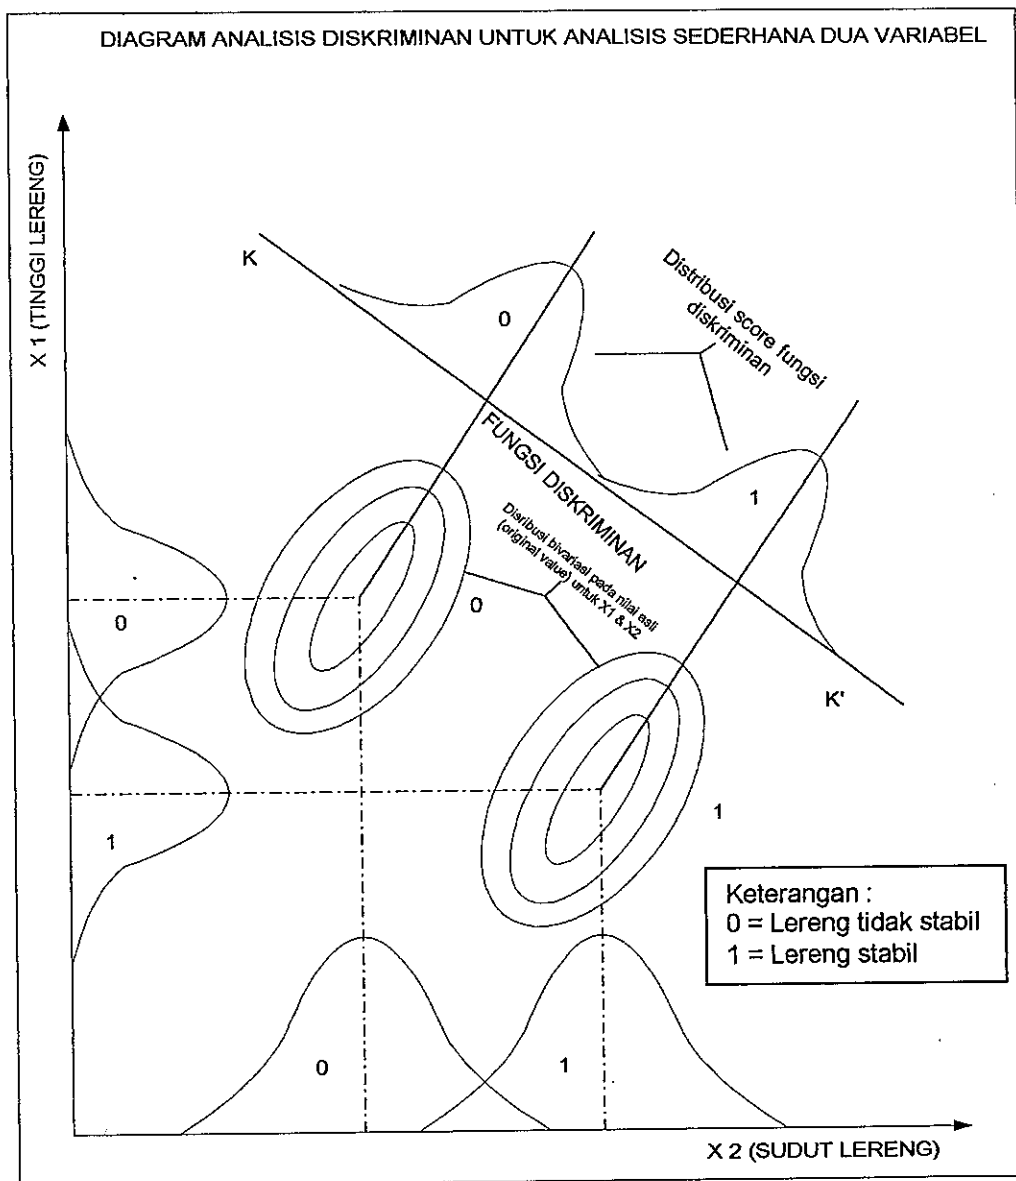 DIAGRAM ANALISIS DISKRIMINAN UNTUK ANALISIS SEDERHANA DUA VARIABEL
X 1 (TINGGI LERENG)
K
0
Distribusi score fungsi
diskriminan
FUNGSI DISKRIMINAN
1
Disribusi bivariasi pada nilai asli
(original value) untuk X1 & X2
0
0
K'
1
1
Keterangan :
0 = Lereng tidak stabil
1 = Lereng stabil
0
1
X 2 (SUDUT LERENG)